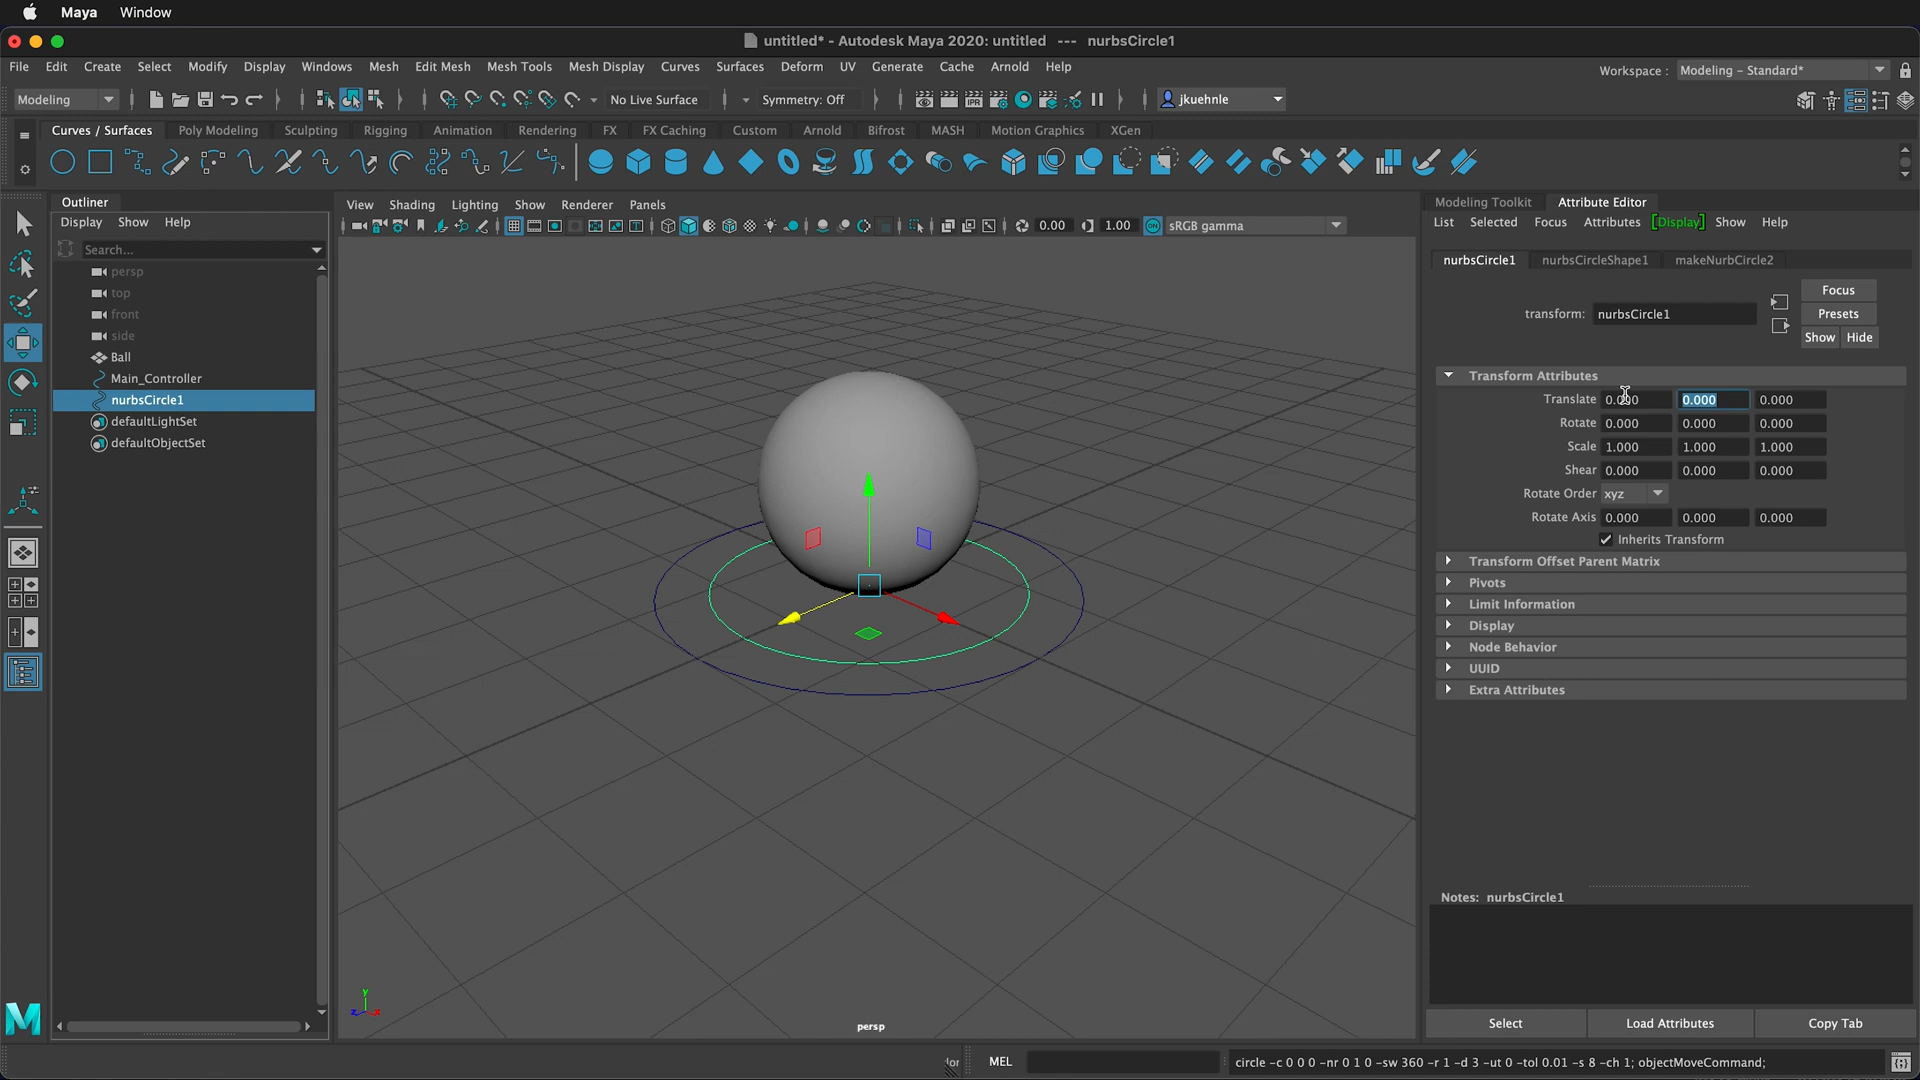 Maya Window
untitled* - Autodesk Maya 2020: untitled --- nurbsCircle1
File Edit Create Select Modify Display Windows Mesh Edit Mesh Mesh Tools Mesh Display Curves Surfaces Deform UV Generate Cache Arnold Help
Workspace : Modeling - Standard*
Modeling No Live Surface Symmetry: Off IPR jkuehnle
Curves / Surfaces Poly Modeling Sculpting Rigging Animation Rendering FX FX Caching Custom Arnold Bifrost MASH Motion Graphics XGen
Outliner
Display Show Help
Search...
persp
top
front
side
Ball
Main_Controller
nurbsCircle1
defaultLightSet
defaultObjectSet
View Shading Lighting Show Renderer Panels
0.00 1.00 ON sRGB gamma
y
z x
persp
Modeling Toolkit Attribute Editor
List Selected Focus Attributes [Display] Show Help
nurbsCircle1 nurbsCircleShape1 makeNurbCircle2
Focus
transform: nurbsCircle1 Presets
Show Hide
Transform Attributes
Translate 0.000 0.000 0.000
Rotate 0.000 0.000 0.000
Scale 1.000 1.000 1.000
Shear 0.000 0.000 0.000
Rotate Order xyz
Rotate Axis 0.000 0.000 0.000
Inherits Transform
Transform Offset Parent Matrix
Pivots
Limit Information
Display
Node Behavior
UUID
Extra Attributes
Notes: nurbsCircle1
Select Load Attributes Copy Tab
M
MEL circle -c 0 0 0 -nr 0 1 0 -sw 360 -r 1 -d 3 -ut 0 -tol 0.01 -s 8 -ch 1; objectMoveCommand;